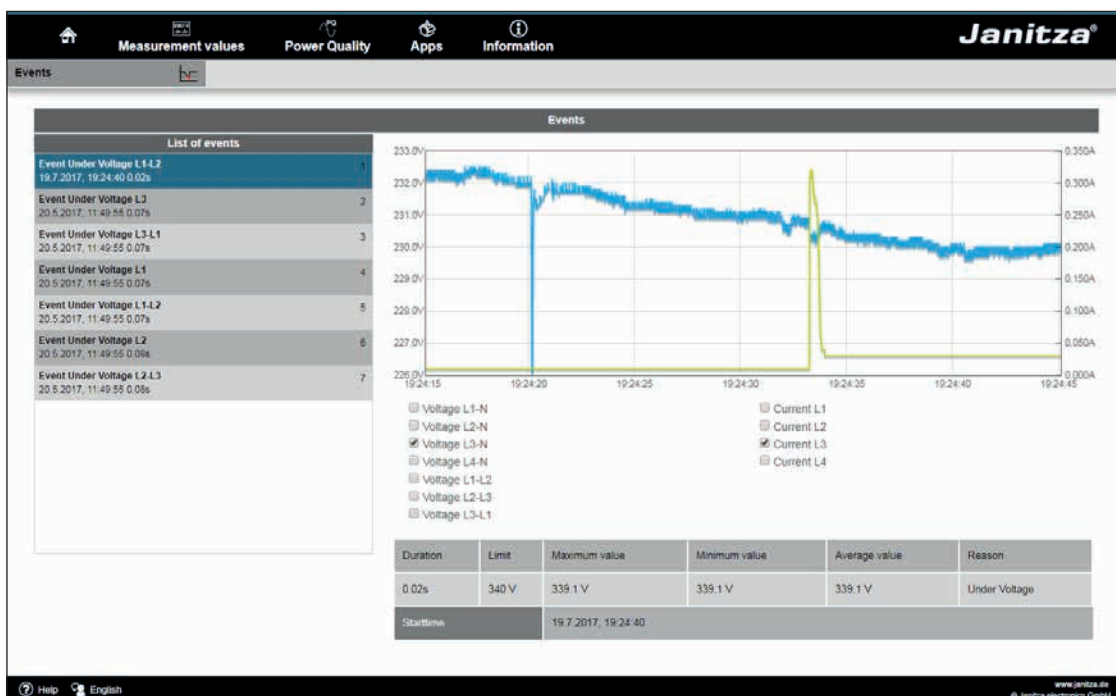 Measurement values
Power Quality
Apps
Information
Janitza®
Events
Events
List of events
Event Under Voltage L1-L2
19.7.2017, 19:24:40 0.02s
1
Event Under Voltage L3
20.5.2017, 11:49:55 0.07s
2
Event Under Voltage L3-L1
20.5.2017, 11:49:55 0.07s
3
Event Under Voltage L1
20.5.2017, 11:49:55 0.07s
4
Event Under Voltage L1-L2
20.5.2017, 11:49:55 0.07s
5
Event Under Voltage L2
20.5.2017, 11:49:55 0.08s
6
Event Under Voltage L2-L3
20.5.2017, 11:49:55 0.08s
7
233.0V
232.0V
231.0V
230.0V
229.0V
228.0V
227.0V
226.0V
0.350A
0.300A
0.250A
0.200A
0.150A
0.100A
0.050A
0.000A
19:24:15 19:24:20 19:24:25 19:24:30 19:24:35 19:24:40 19:24:45
Voltage L1-N
Voltage L2-N
Voltage L3-N
Voltage L4-N
Voltage L1-L2
Voltage L2-L3
Voltage L3-L1
Current L1
Current L2
Current L3
Current L4
Duration Limit Maximum value Minimum value Average value Reason
0.02s 340 V 339.1 V 339.1 V 339.1 V Under Voltage
Starttime 19.7.2017, 19:24:40
Help English
www.janitza.de
© Janitza electronics GmbH